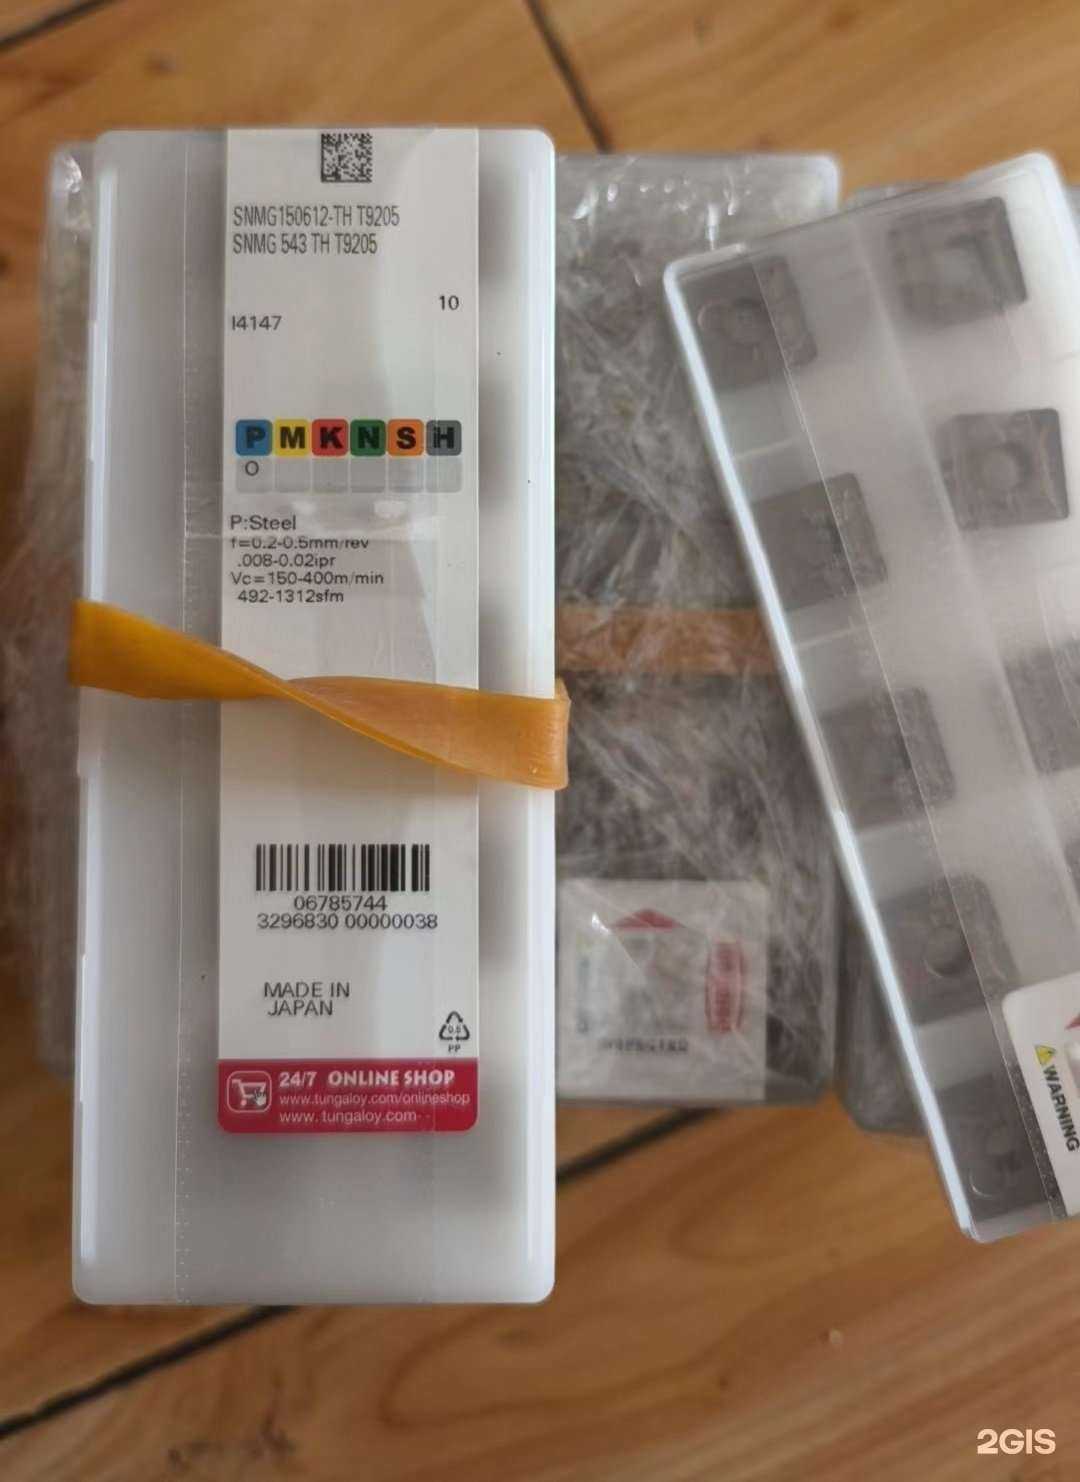 SNMG150612-TH T9205
SNMG 543 TH T9205
10
I4147
P M K N S H
O
P:Steel
f=0.2-0.5mm/rev
.008-0.02ipr
Vc=150-400m/min
492-1312sfm
06785744
3296830 00000038
MADE IN
JAPAN
PP
24/7 ONLINE SHOP
www.tungaloy.com/onlineshop
www.tungaloy.com
WARNING
2GIS